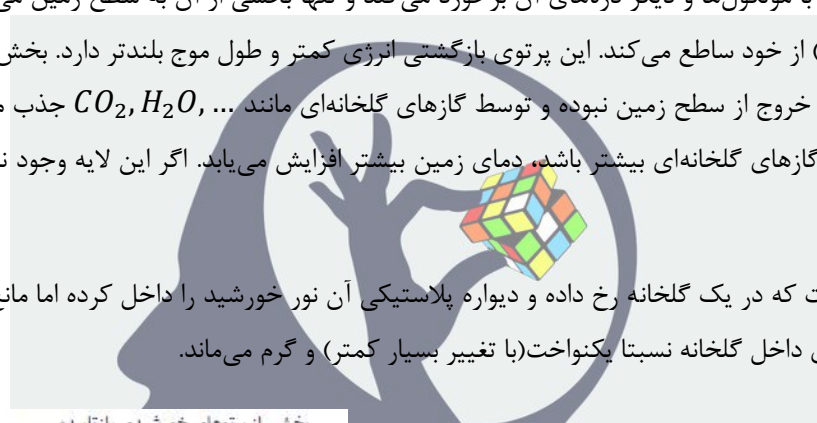 با مولکول‌ها و دیگر ذره‌های آن برخورد می‌کند و تنها بخشی از آن به سطح زمین
) از خود ساطع می‌کند. این پرتوی بازگشتی انرژی کمتر و طول موج بلندتر دارد. بخش
خروج از سطح زمین نبوده و توسط گازهای گلخانه‌ای مانند CO₂, H₂O, ... جذب
گازهای گلخانه‌ای بیشتر باشد، دمای زمین بیشتر افزایش می‌یابد. اگر این لایه وجود
که در یک گلخانه رخ داده و دیواره پلاستیکی آن نور خورشید را داخل کرده اما
داخل گلخانه نسبتا یکنواخت(با تغییر بسیار کمتر) و گرم می‌ماند.